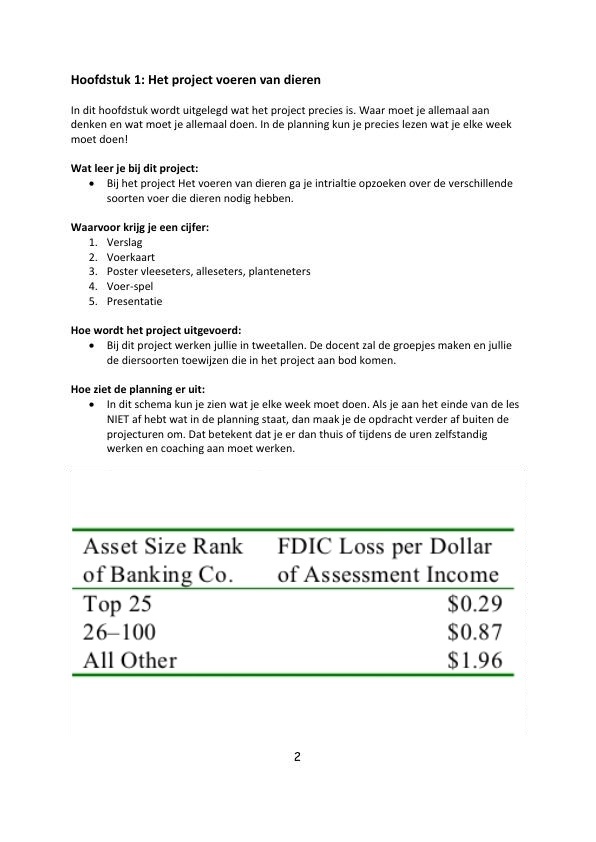 Hoofdstuk 1: Het project voeren van dieren
In dit hoofdstuk wordt uitgelegd wat het project precies is. Waar moet je allemaal aan
denken en wat moet je allemaal doen. In de planning kun je precies lezen wat je elke week
moet doen!
Wat leer je bij dit project:
• Bij het project Het voeren van dieren ga je intrialtie opzoeken over de verschillende
soorten voer die dieren nodig hebben.
Waarvoor krijg je een cijfer:
1. Verslag
2. Voerkaart
3. Poster vleeseters, alleseters, planteneters
4. Voer-spel
5. Presentatie
Hoe wordt het project uitgevoerd:
• Bij dit project werken jullie in tweetallen. De docent zal de groepjes maken en jullie
de diersoorten toewijzen die in het project aan bod komen.
Hoe ziet de planning er uit:
• In dit schema kun je zien wat je elke week moet doen. Als je aan het einde van de les
NIET af hebt wat in de planning staat, dan maak je de opdracht verder af buiten de
projecturen om. Dat betekent dat je er dan thuis of tijdens de uren zelfstandig
werken en coaching aan moet werken.
Asset Size Rank FDIC Loss per Dollar
of Banking Co. of Assessment Income
Top 25 $0.29
26–100 $0.87
All Other $1.96
2